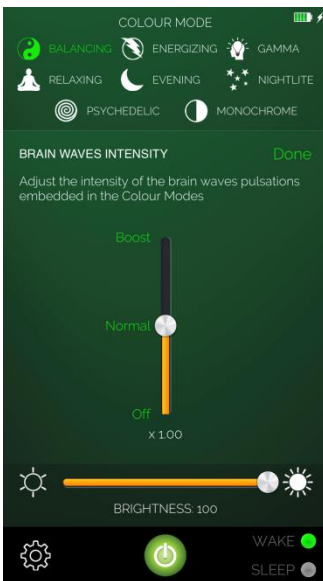 COLOUR MODE
BALANCING ENERGIZING GAMMA
RELAXING EVENING NIGHTLITE
PSYCHEDELIC MONOCHROME
BRAIN WAVES INTENSITY Done
Adjust the intensity of the brain waves pulsations
embedded in the Colour Modes
Boost
Normal
Off
x 1.00
BRIGHTNESS: 100
WAKE
SLEEP